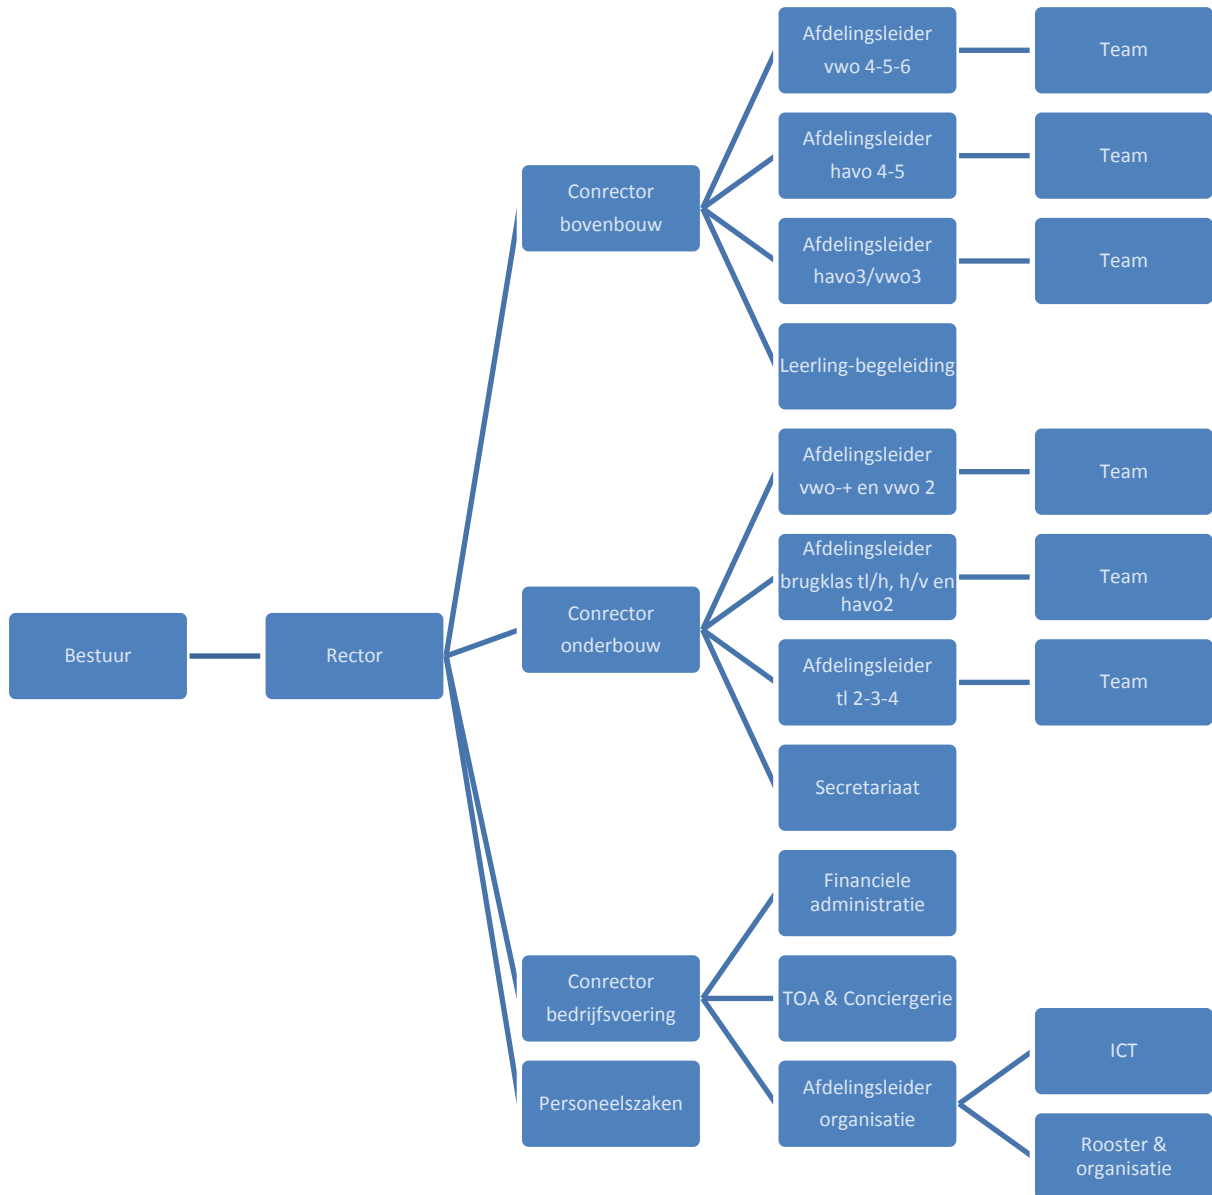 Afdelingsleider
vwo 4-5-6
Team
Afdelingsleider
havo 4-5
Team
Conrector
bovenbouw
Afdelingsleider
havo3/vwo3
Team
Leerling-begeleiding
Afdelingsleider
vwo-+ en vwo 2
Team
Afdelingsleider
brugklas tl/h, h/v en
havo2
Team
Bestuur
Rector
Conrector
onderbouw
Afdelingsleider
tl 2-3-4
Team
Secretariaat
Financiele
administratie
Conrector
bedrijfsvoering
TOA & Conciergerie
ICT
Personeelszaken
Afdelingsleider
organisatie
Rooster &
organisatie